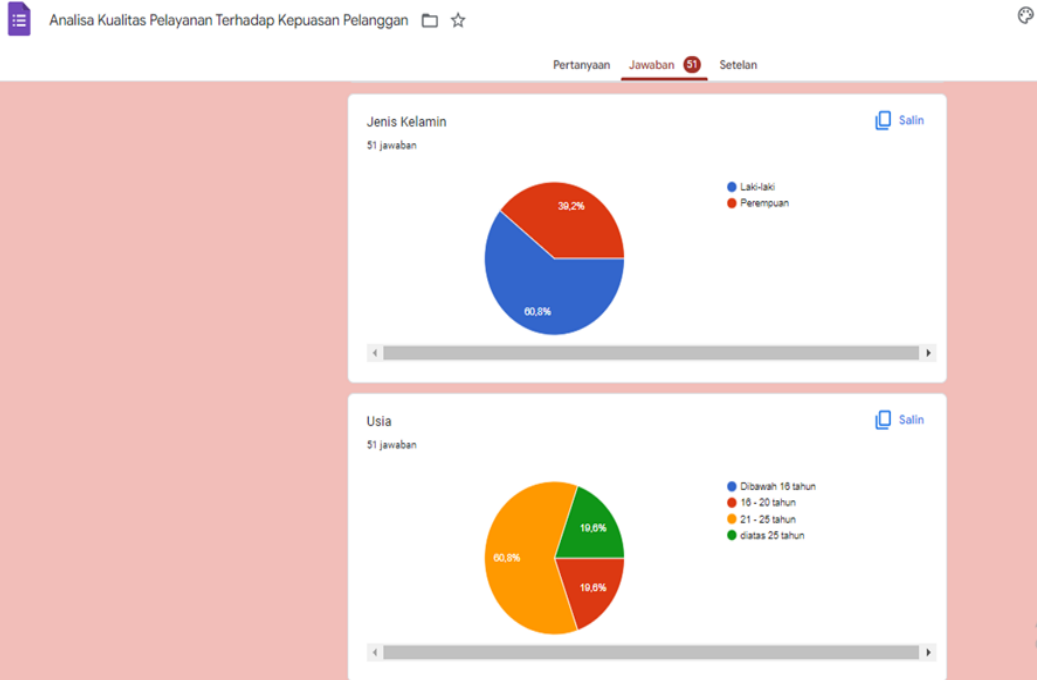 Analisa Kualitas Pelayanan Terhadap Kepuasan Pelanggan
Pertanyaan Jawaban 51 Setelan
Jenis Kelamin
Salin
51 jawaban
39,2%
60,8%
Laki-laki
Perempuan
Usia
Salin
51 jawaban
19,6%
60,8%
19,6%
Dibawah 16 tahun
16 - 20 tahun
21 - 25 tahun
diatas 25 tahun